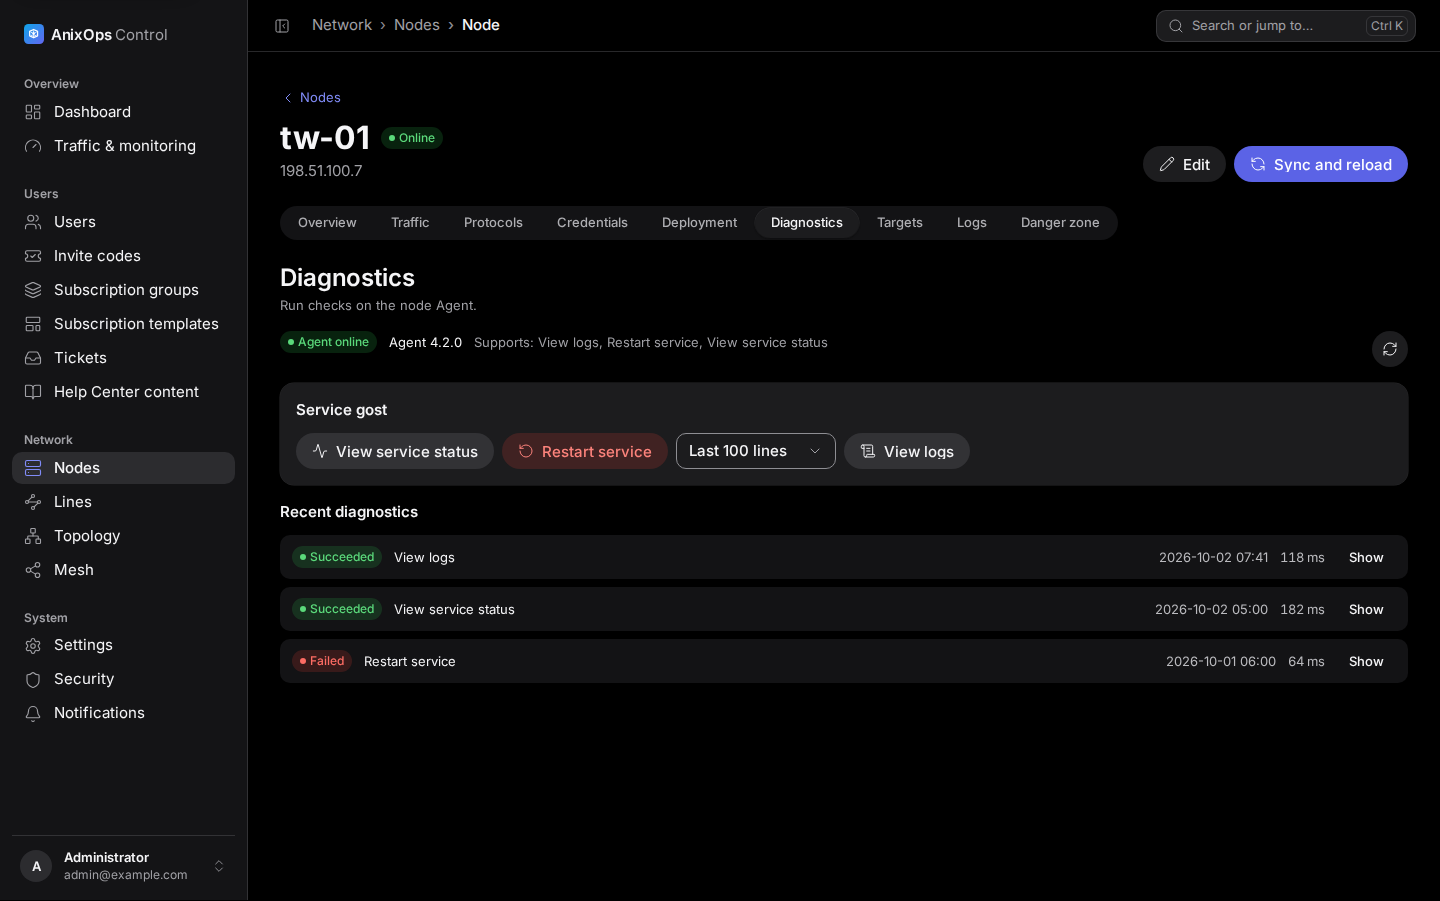 AnixOps Control
Overview
Dashboard
Traffic & monitoring
Users
Users
Invite codes
Subscription groups
Subscription templates
Tickets
Help Center content
Network
Nodes
Lines
Topology
Mesh
System
Settings
Security
Notifications
A
Administrator
admin@example.com
Network › Nodes › Node
Search or jump to... Ctrl K
Nodes
tw-01 Online
198.51.100.7
Edit Sync and reload
Overview Traffic Protocols Credentials Deployment Diagnostics Targets Logs Danger zone
Diagnostics
Run checks on the node Agent.
Agent online Agent 4.2.0 Supports: View logs, Restart service, View service status
Service gost
View service status Restart service Last 100 lines View logs
Recent diagnostics
Succeeded View logs 2026-10-02 07:41 118 ms Show
Succeeded View service status 2026-10-02 05:00 182 ms Show
Failed Restart service 2026-10-01 06:00 64 ms Show